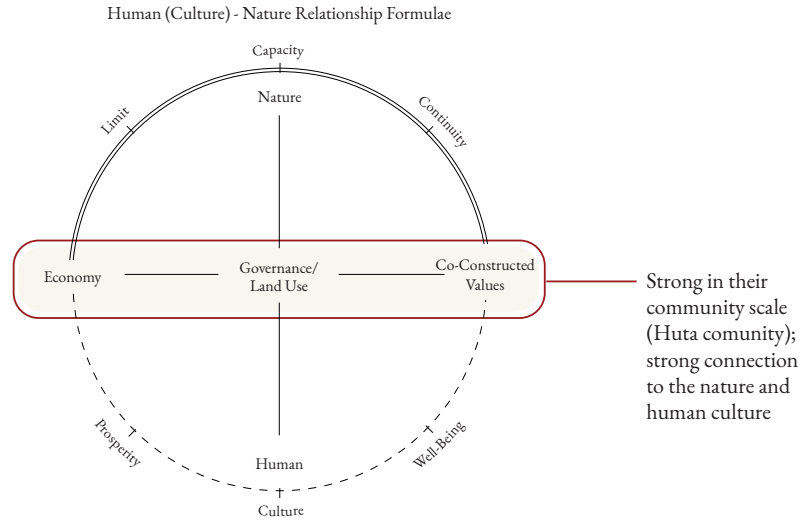 Human (Culture) - Nature Relationship Formulae
Capacity
Nature
Limit
Continuity
Economy
Governance/
Land Use
Co-Constructed
Values
Strong in their
community scale
(Huta comunity);
strong connection
to the nature and
human culture
Prosperity
Well-Being
Human
Culture